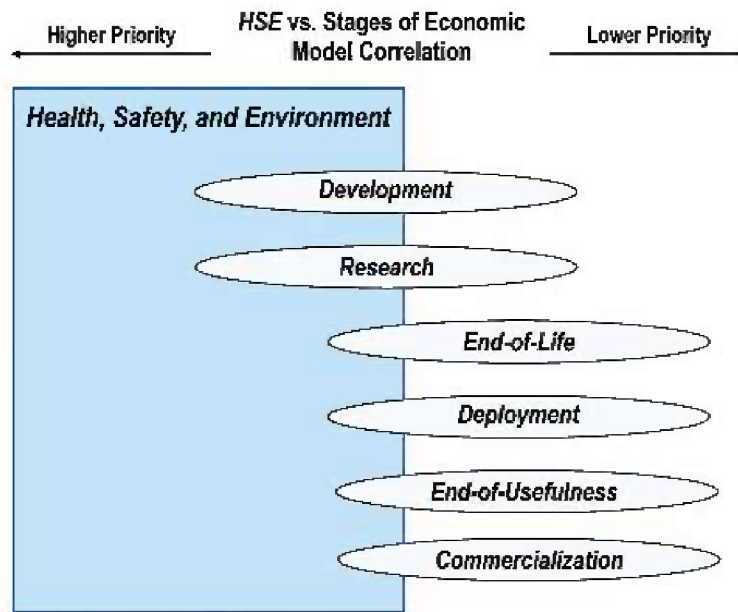 HSE vs. Stages of Economic
Model Correlation
Higher Priority
Lower Priority
Health, Safety, and Environment
Development
Research
End-of-Life
Deployment
End-of-Usefulness
Commercialization